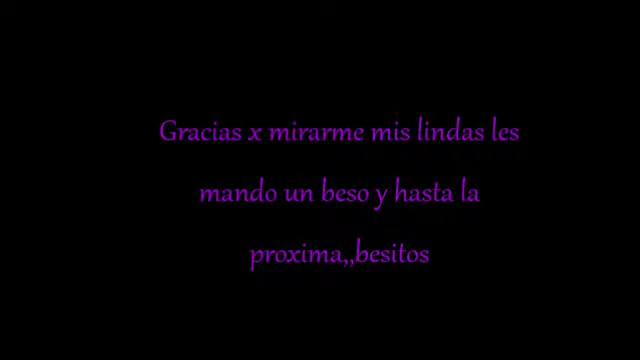 Gracias x mirarme mis lindas les
mando un beso y hasta la
proxima,,besitos